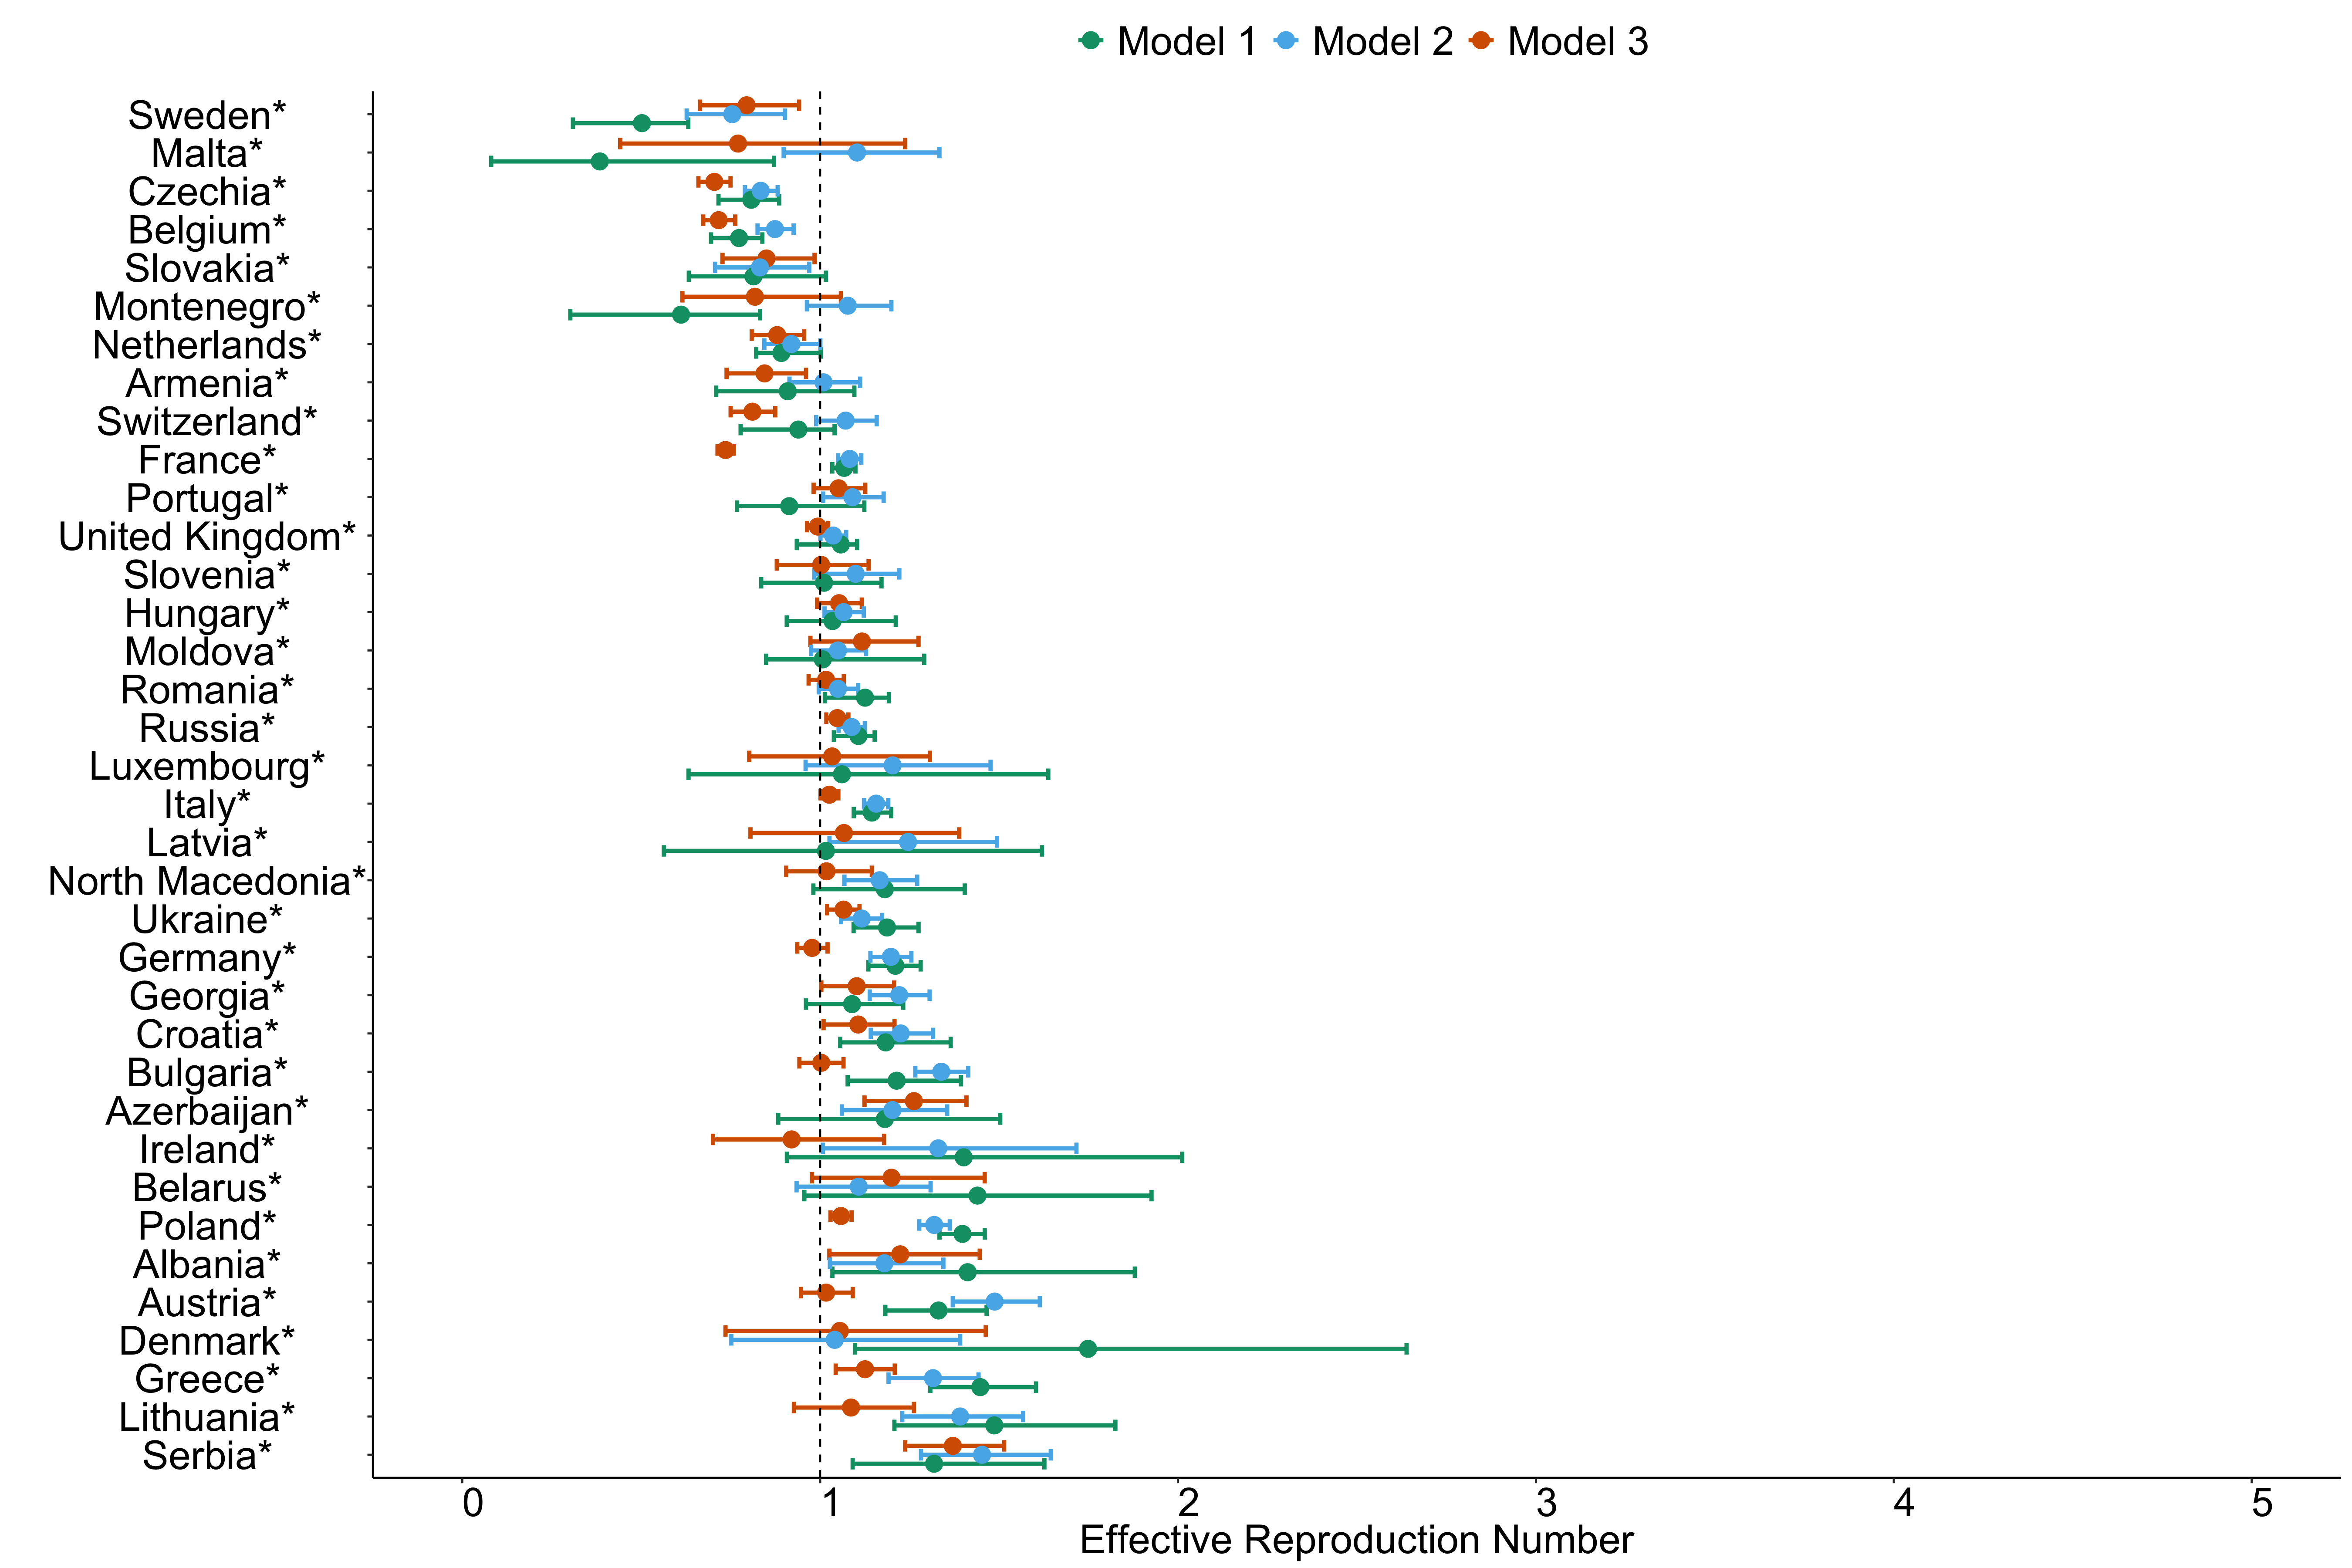 Model 1 Model 2 Model 3
Sweden*
Malta*
Czechia*
Belgium*
Slovakia*
Montenegro*
Netherlands*
Armenia*
Switzerland*
France*
Portugal*
United Kingdom*
Slovenia*
Hungary*
Moldova*
Romania*
Russia*
Luxembourg*
Italy*
Latvia*
North Macedonia*
Ukraine*
Germany*
Georgia*
Croatia*
Bulgaria*
Azerbaijan*
Ireland*
Belarus*
Poland*
Albania*
Austria*
Denmark*
Greece*
Lithuania*
Serbia*
0 1 2 3 4 5
Effective Reproduction Number